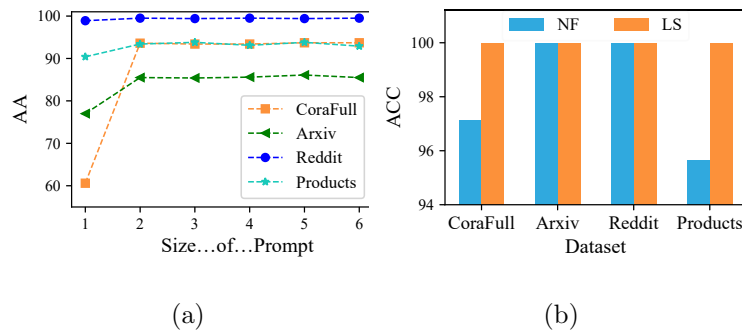 100
90
80
70
60
AA
CoraFull
Arxiv
Reddit
Products
1 2 3 4 5 6
Size...of...Prompt
(a)
NF LS
100
98
96
94
ACC
CoraFull Arxiv Reddit Products
Dataset
(b)